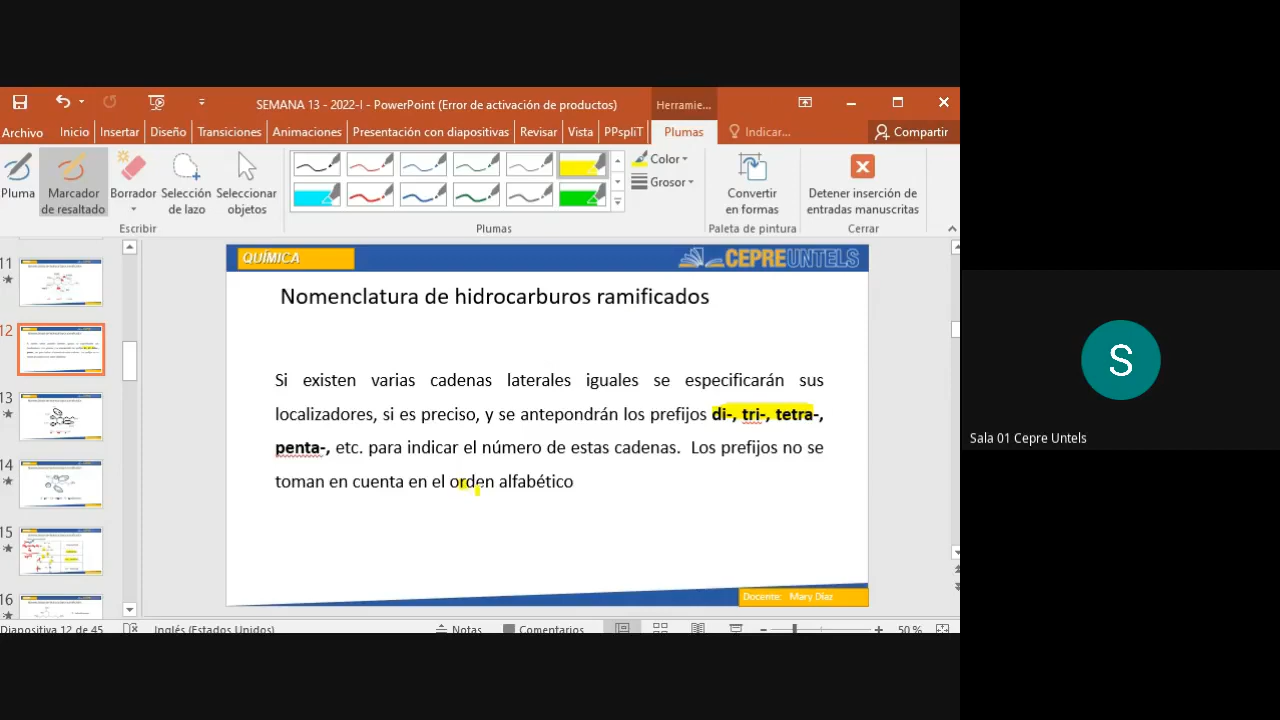 SEMANA 13 - 2022-I - PowerPoint (Error de activación de productos)
Herramie...
Archivo Inicio Insertar Diseño Transiciones Animaciones Presentación con diapositivas Revisar Vista PPspliT Plumas Indicar... Compartir
Pluma
Marcador de resaltado
Borrador
Selección de lazo
Seleccionar objetos
Color
Grosor
Convertir en formas
Detener inserción de entradas manuscritas
Escribir Plumas Paleta de pintura Cerrar
11
12
13
14
15
16
QUÍMICA
CEPREUNTELS
Nomenclatura de hidrocarburos ramificados
Si existen varias cadenas laterales iguales se especificarán sus
localizadores, si es preciso, y se antepondrán los prefijos di-, tri-, tetra-,
penta-, etc. para indicar el número de estas cadenas. Los prefijos no se
toman en cuenta en el orden alfabético
Docente: Mary Díaz
Diapositiva 12 de 45 Inglés (Estados Unidos) Notas Comentarios 50 %
S
Sala 01 Cepre Untels